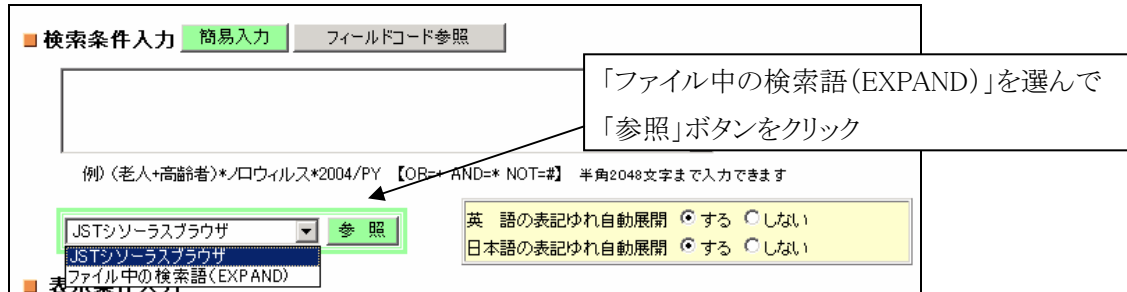 ■検索条件入力 簡易入力 フィールドコード参照
「ファイル中の検索語(EXPAND)」を選んで
「参照」ボタンをクリック
例) (老人+高齢者)*ノロウィルス*2004/PY 【OR=+ AND=* NOT=#】 半角2048文字まで入力できます
JSTシソーラスブラウザ 参 照
JSTシソーラスブラウザ
ファイル中の検索語(EXPAND)
英 語の表記ゆれ自動展開 する しない
日本語の表記ゆれ自動展開 する しない
■ 表示条件入力